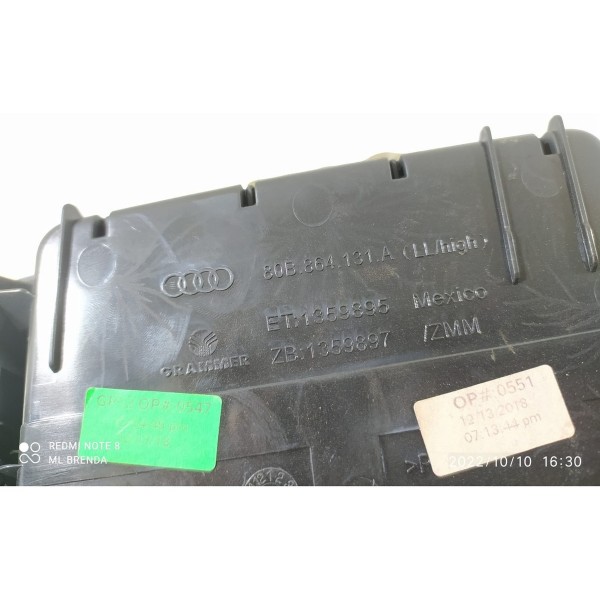 80B.864.131.A (LL/high)
ET:1359895 Mexico
GRAMMER ZB:1359897 /ZMM
OP# 0551
12.13.2018
07:13:44 pm
REDMI NOTE 8
ML BRENDA
2022/10/10 16:30